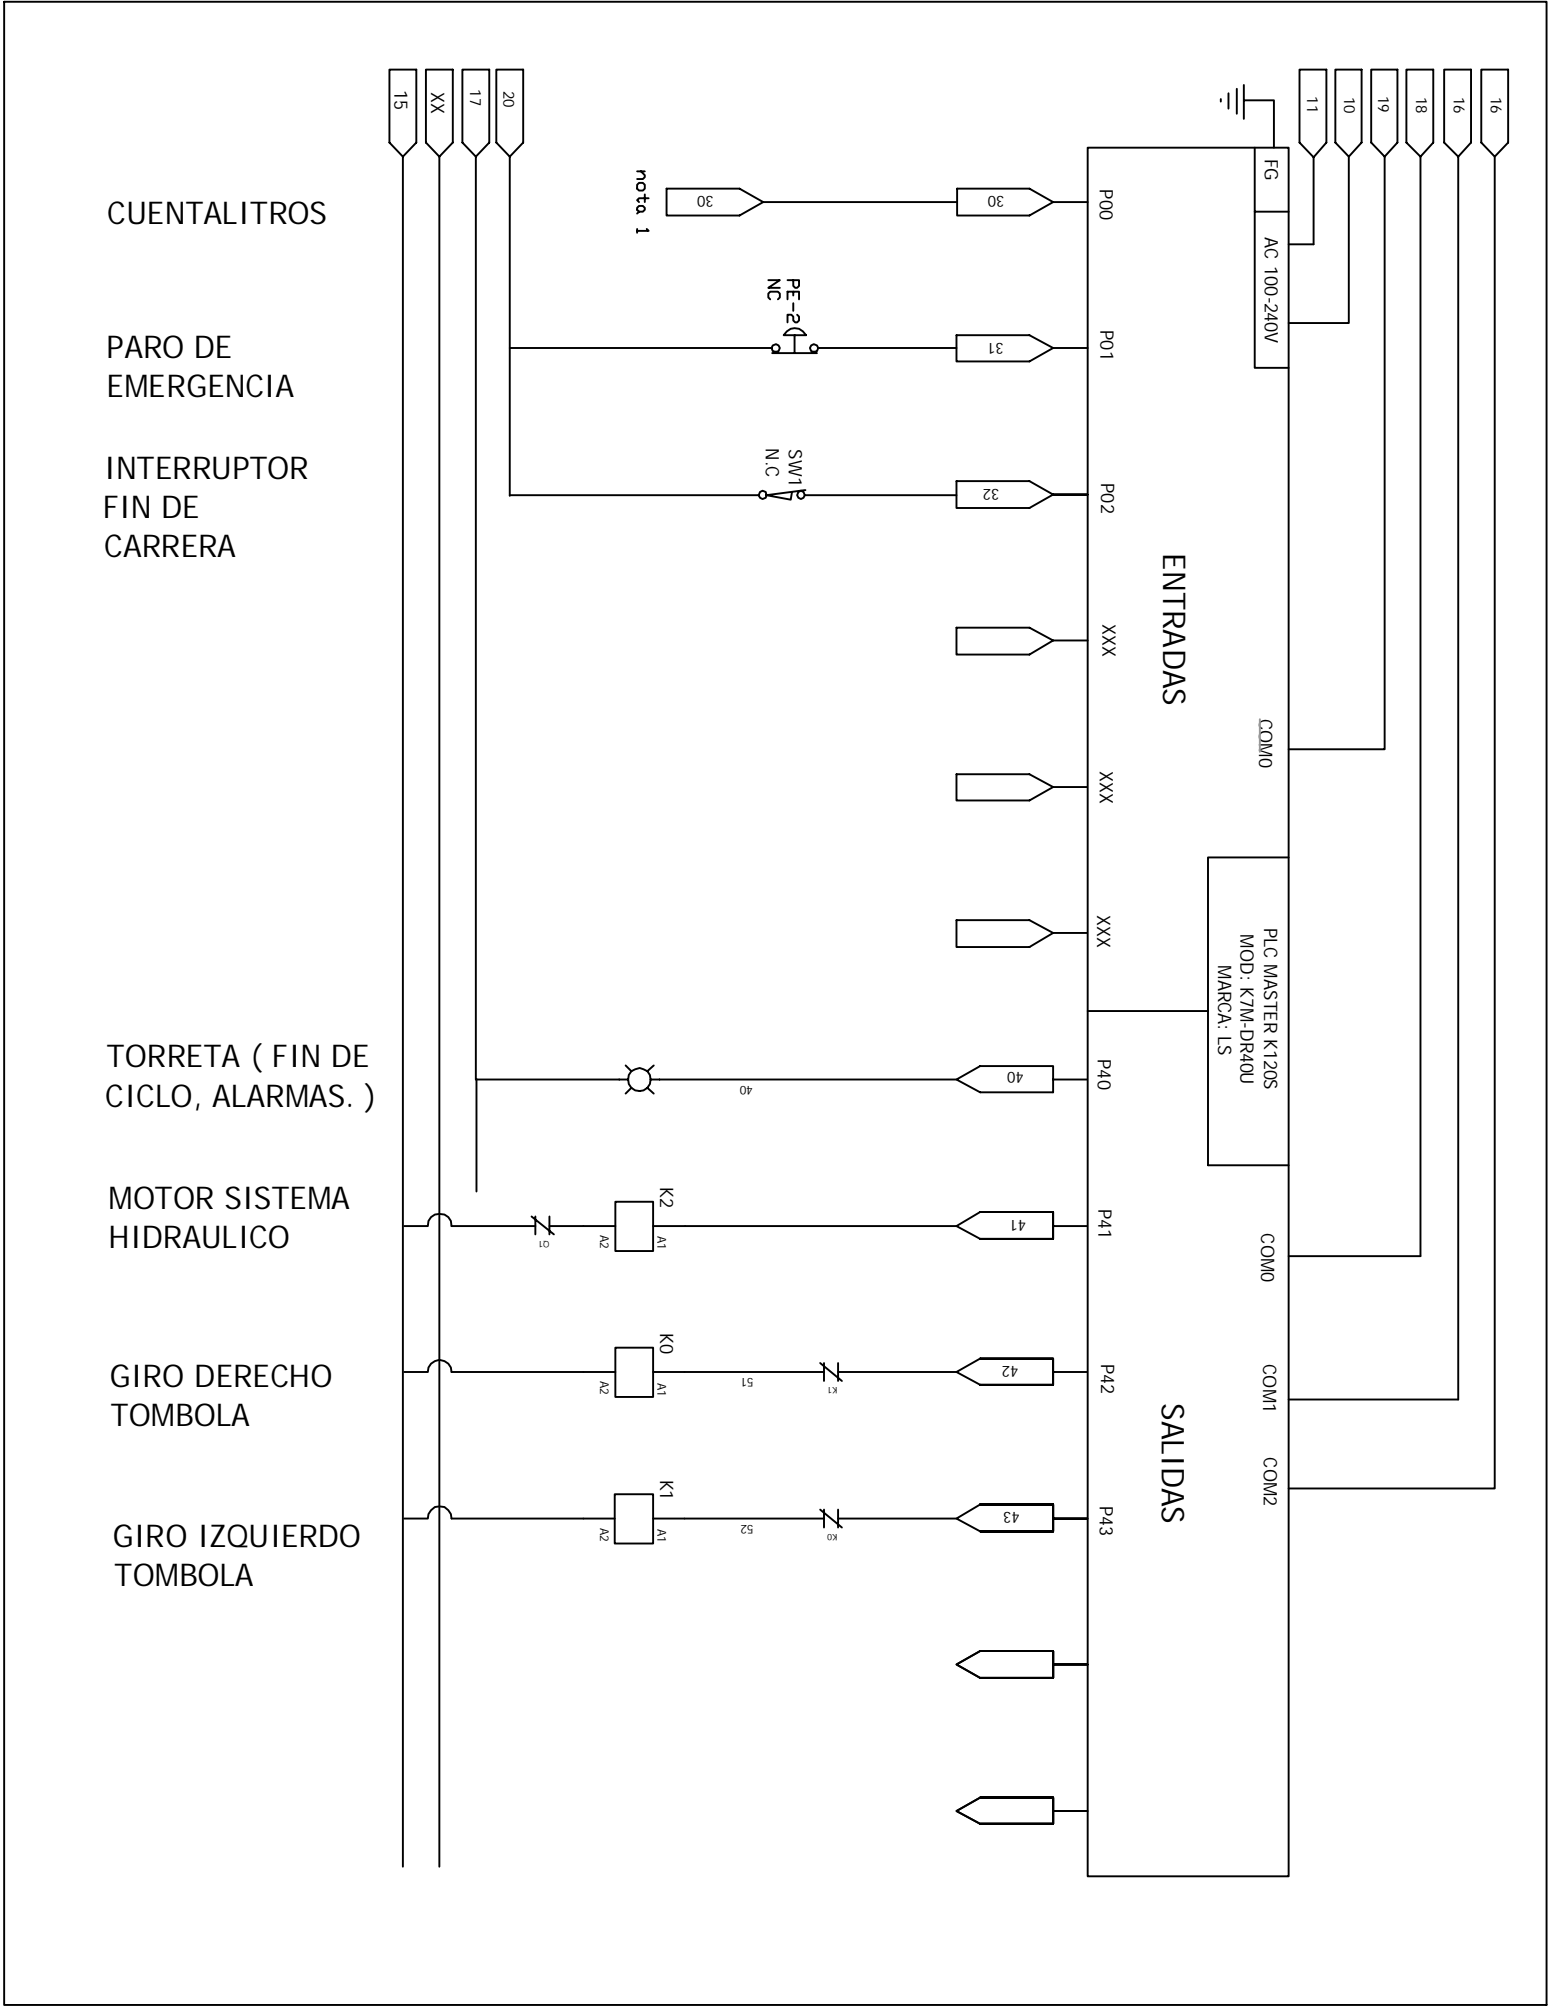 15
XX
17
20
11
10
19
18
16
16
FG
AC 100-240V
CUENTALITROS
nota 1
30
30
P00
PARO DE
EMERGENCIA
PE-2
NC
31
P01
INTERRUPTOR
FIN DE
CARRERA
SW1
N.C
32
P02
ENTRADAS
XXX
COM0
XXX
XXX
PLC MASTER K120S
MOD: K7M-DR40U
MARCA: LS
TORRETA ( FIN DE
CICLO, ALARMAS. )
40
40
P40
MOTOR SISTEMA
HIDRAULICO
O1
K2
A2
A1
41
P41
COM0
GIRO DERECHO
TOMBOLA
K0
A2
A1
51
K1
42
P42
COM1
SALIDAS
COM2
GIRO IZQUIERDO
TOMBOLA
K1
A2
A1
52
K0
43
P43